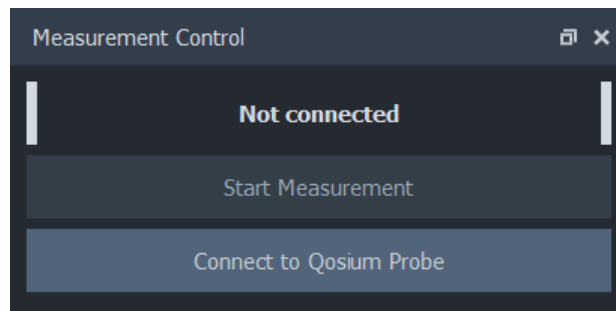 Measurement Control
Not connected
Start Measurement
Connect to Qosium Probe